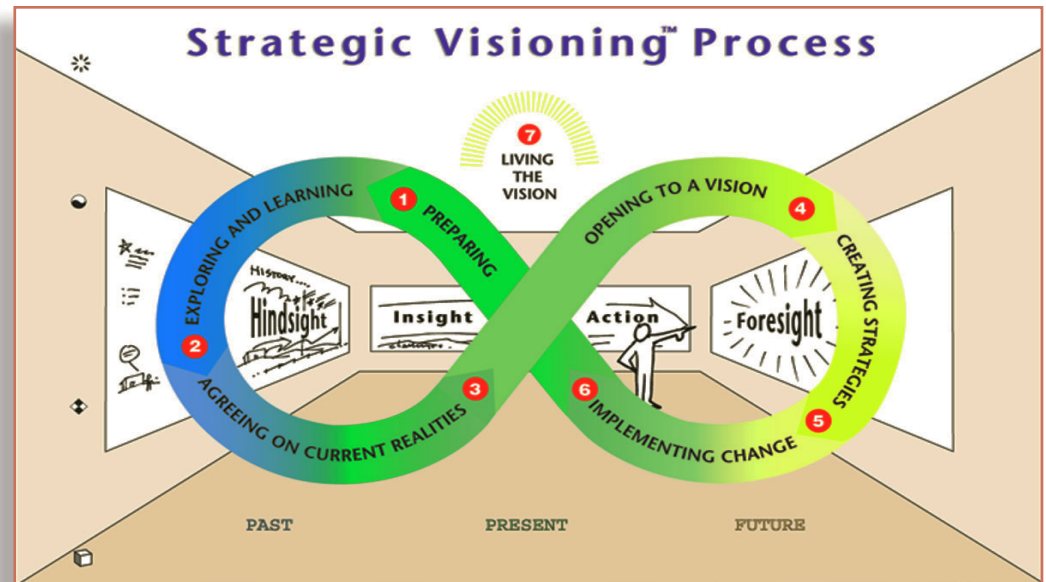 Strategic Visioning™ Process
7
LIVING
THE
VISION
1
PREPARING
EXPLORING AND LEARNING
2
AGREEING ON CURRENT REALITIES
3
OPENING TO A VISION
4
CREATING STRATEGIES
5
IMPLEMENTING CHANGE
6
HISTORY....
Hindsight
Insight
Action
Foresight
PAST
PRESENT
FUTURE